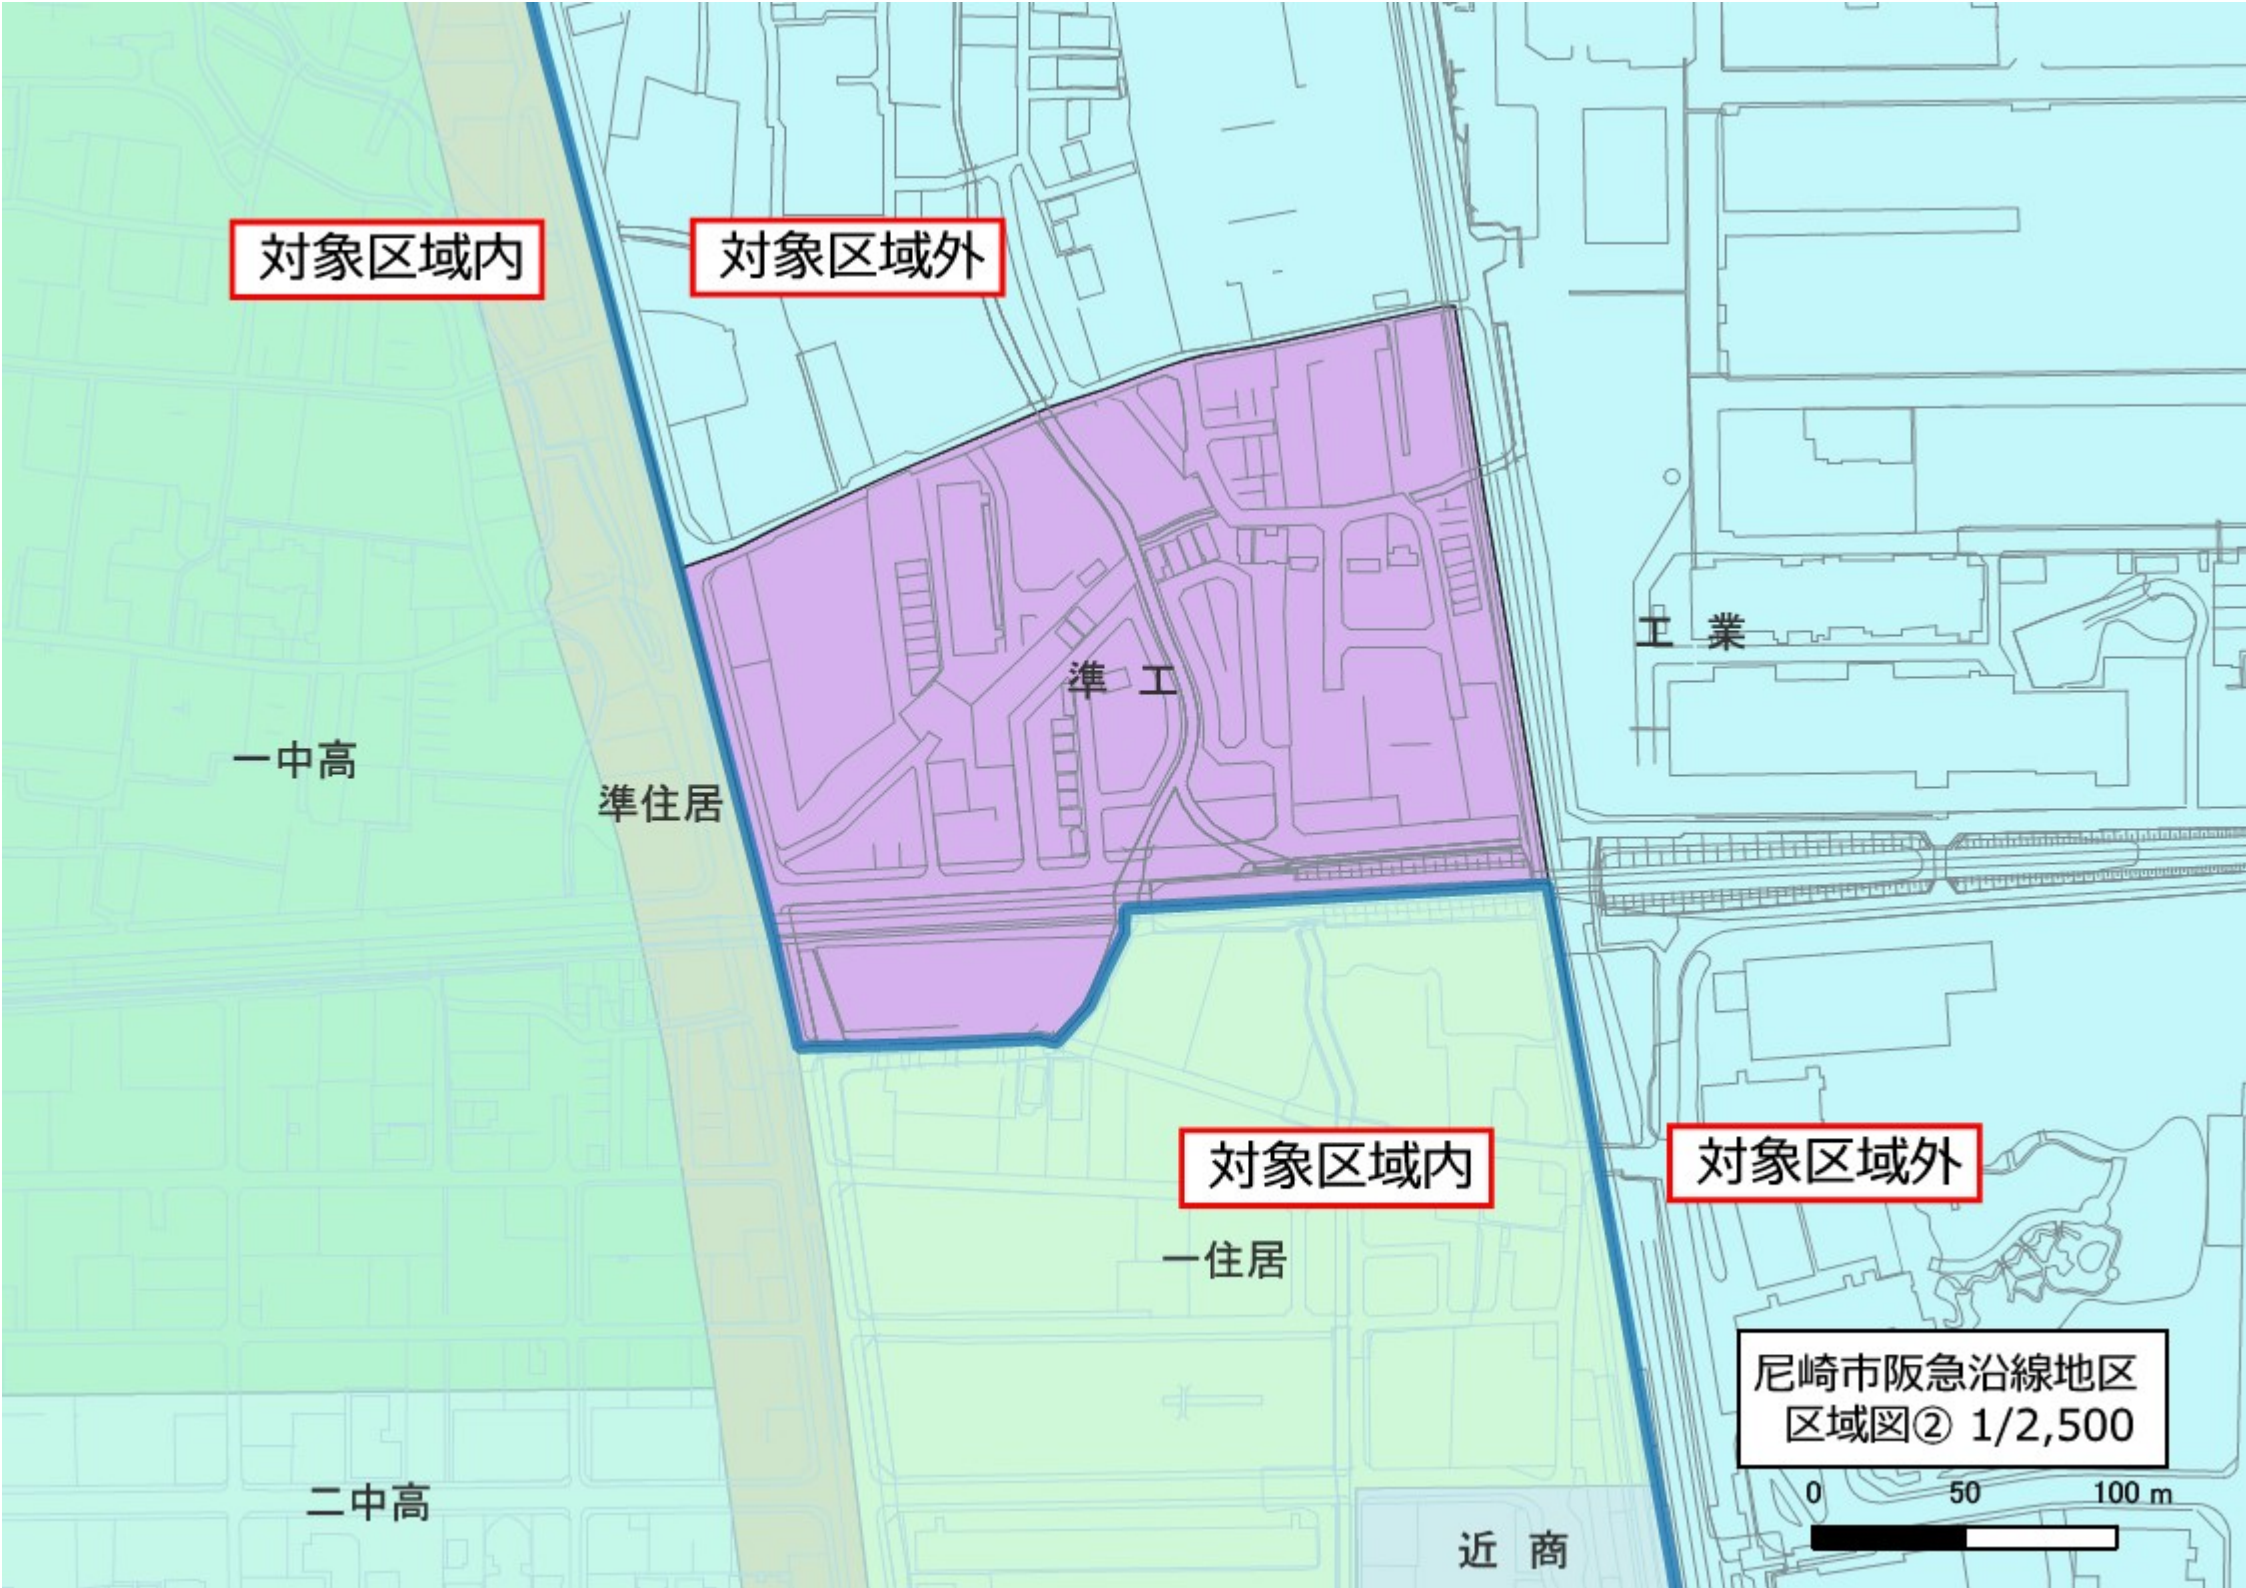 対象区域内
対象区域外
工 業
準 工
一中高
準住居
対象区域内
対象区域外
一住居
尼崎市阪急沿線地区
区域図② 1/2,500
0 50 100 m
二中高
近 商